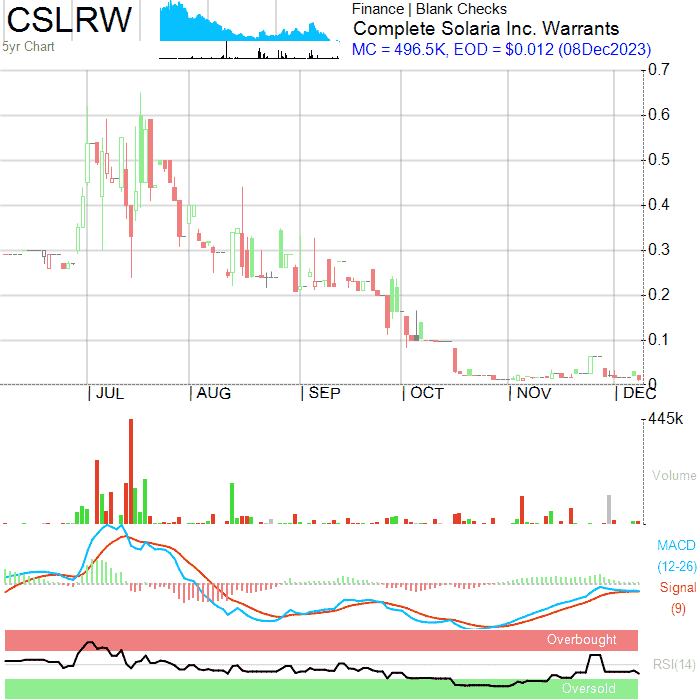 CSLRW
5yr Chart
Finance | Blank Checks
Complete Solaria Inc. Warrants
MC = 496.5K, EOD = $0.012 (08Dec2023)
0.7
0.6
0.5
0.4
0.3
0.2
0.1
0
| JUL | AUG | SEP | OCT | NOV | DEC
445k
Volume
MACD
(12-26)
Signal
(9)
Overbought
RSI(14)
Oversold